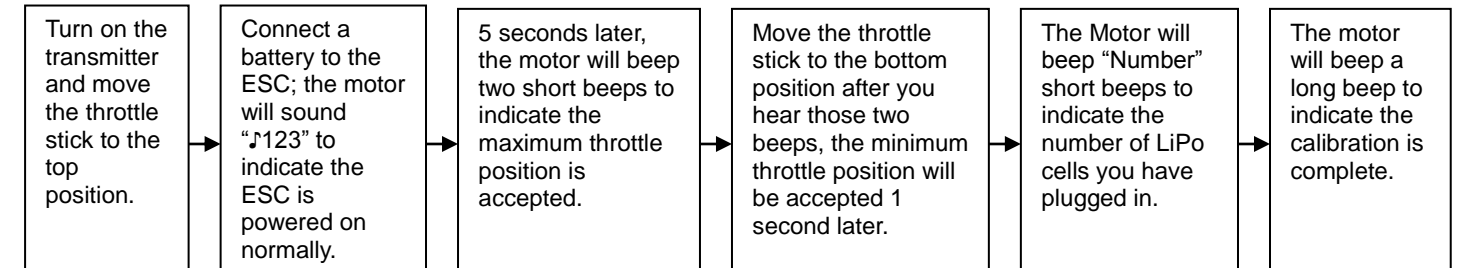 Turn on the
transmitter
and move
the throttle
stick to the
top
position.
Connect a
battery to the
ESC; the motor
will sound
“♪123” to
indicate the
ESC is
powered on
normally.
5 seconds later,
the motor will beep
two short beeps to
indicate the
maximum throttle
position is
accepted.
Move the throttle
stick to the bottom
position after you
hear those two
beeps, the minimum
throttle position will
be accepted 1
second later.
The Motor will
beep “Number”
short beeps to
indicate the
number of LiPo
cells you have
plugged in.
The motor
will beep a
long beep to
indicate the
calibration is
complete.